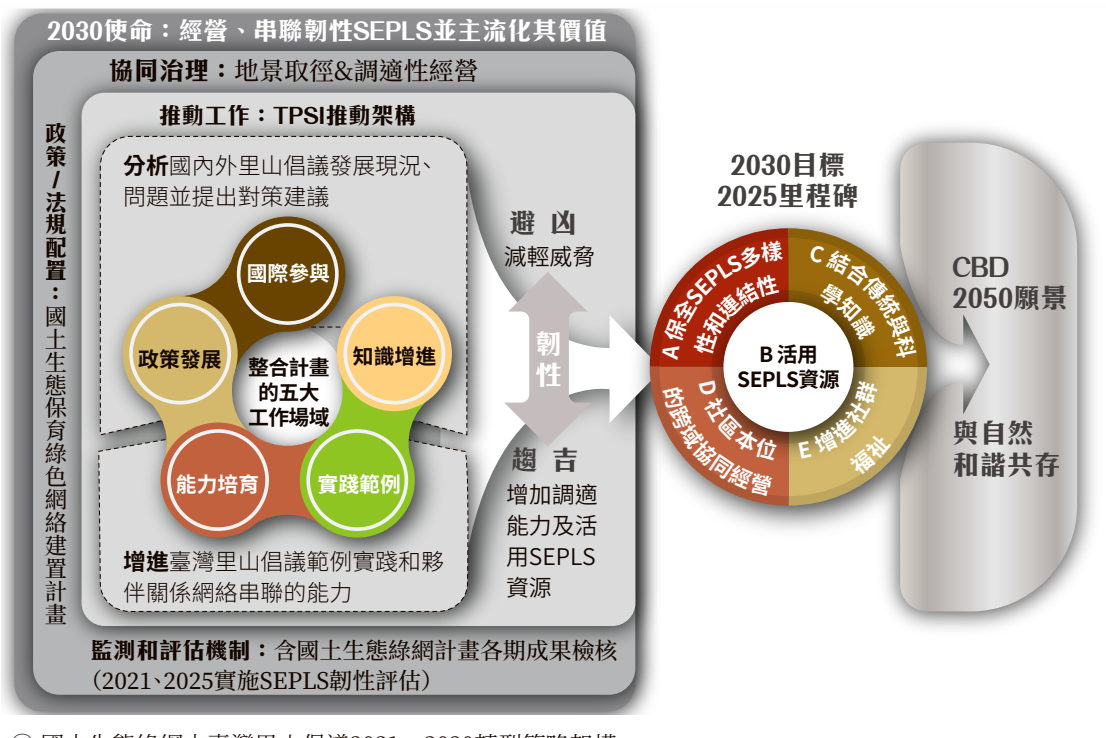 2030使命：經營、串聯韌性SEPLS並主流化其價值
協同治理：地景取徑&調適性經營
政策/法規配置：國土生態保育綠色網絡建置計畫
推動工作：TPSI推動架構
分析國內外里山倡議發展現況、
問題並提出對策建議
國際參與
政策發展
知識增進
整合計畫
的五大
工作場域
能力培育
實踐範例
增進臺灣里山倡議範例實踐和夥
伴關係網絡串聯的能力
避 凶
減輕威脅
韌
性
趨 吉
增加調適
能力及活
用SEPLS
資源
監測和評估機制：含國土生態綠網計畫各期成果檢核
（2021、2025實施SEPLS韌性評估）
2030目標
2025里程碑
A 保全SEPLS多樣
性和連結性
C 結合傳統與科
學知識
B 活用
SEPLS資源
D 社區本位
的跨域協同經營
E 增進社群
福祉
CBD
2050願景
與自然
和諧共存